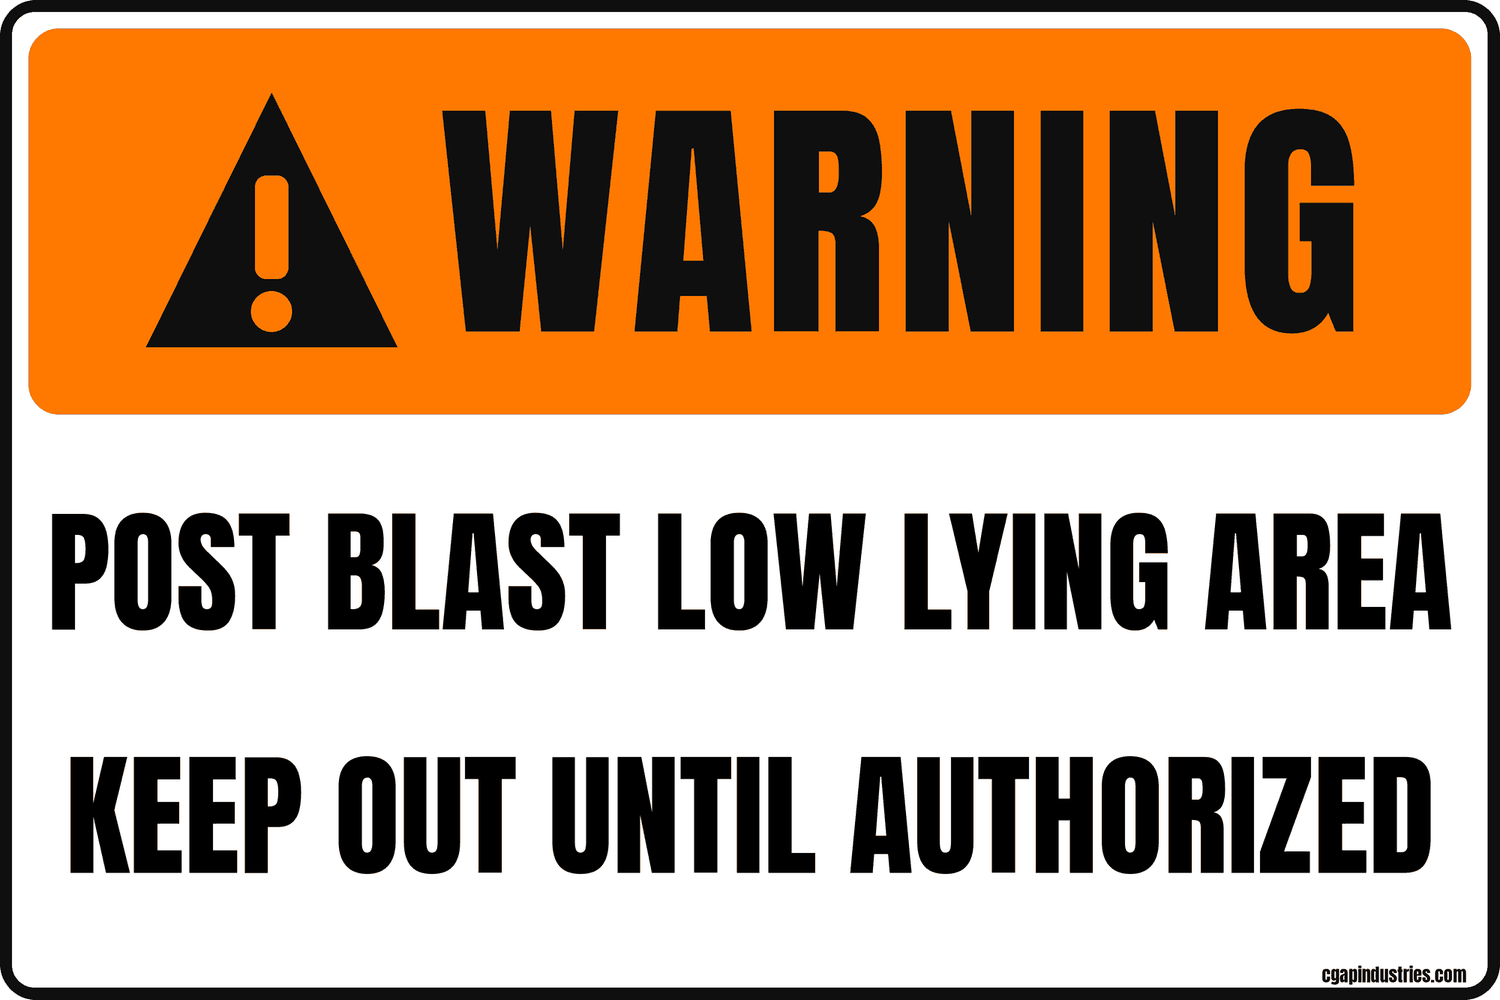 WARNING
POST BLAST LOW LYING AREA
KEEP OUT UNTIL AUTHORIZED
cgapindustries.com